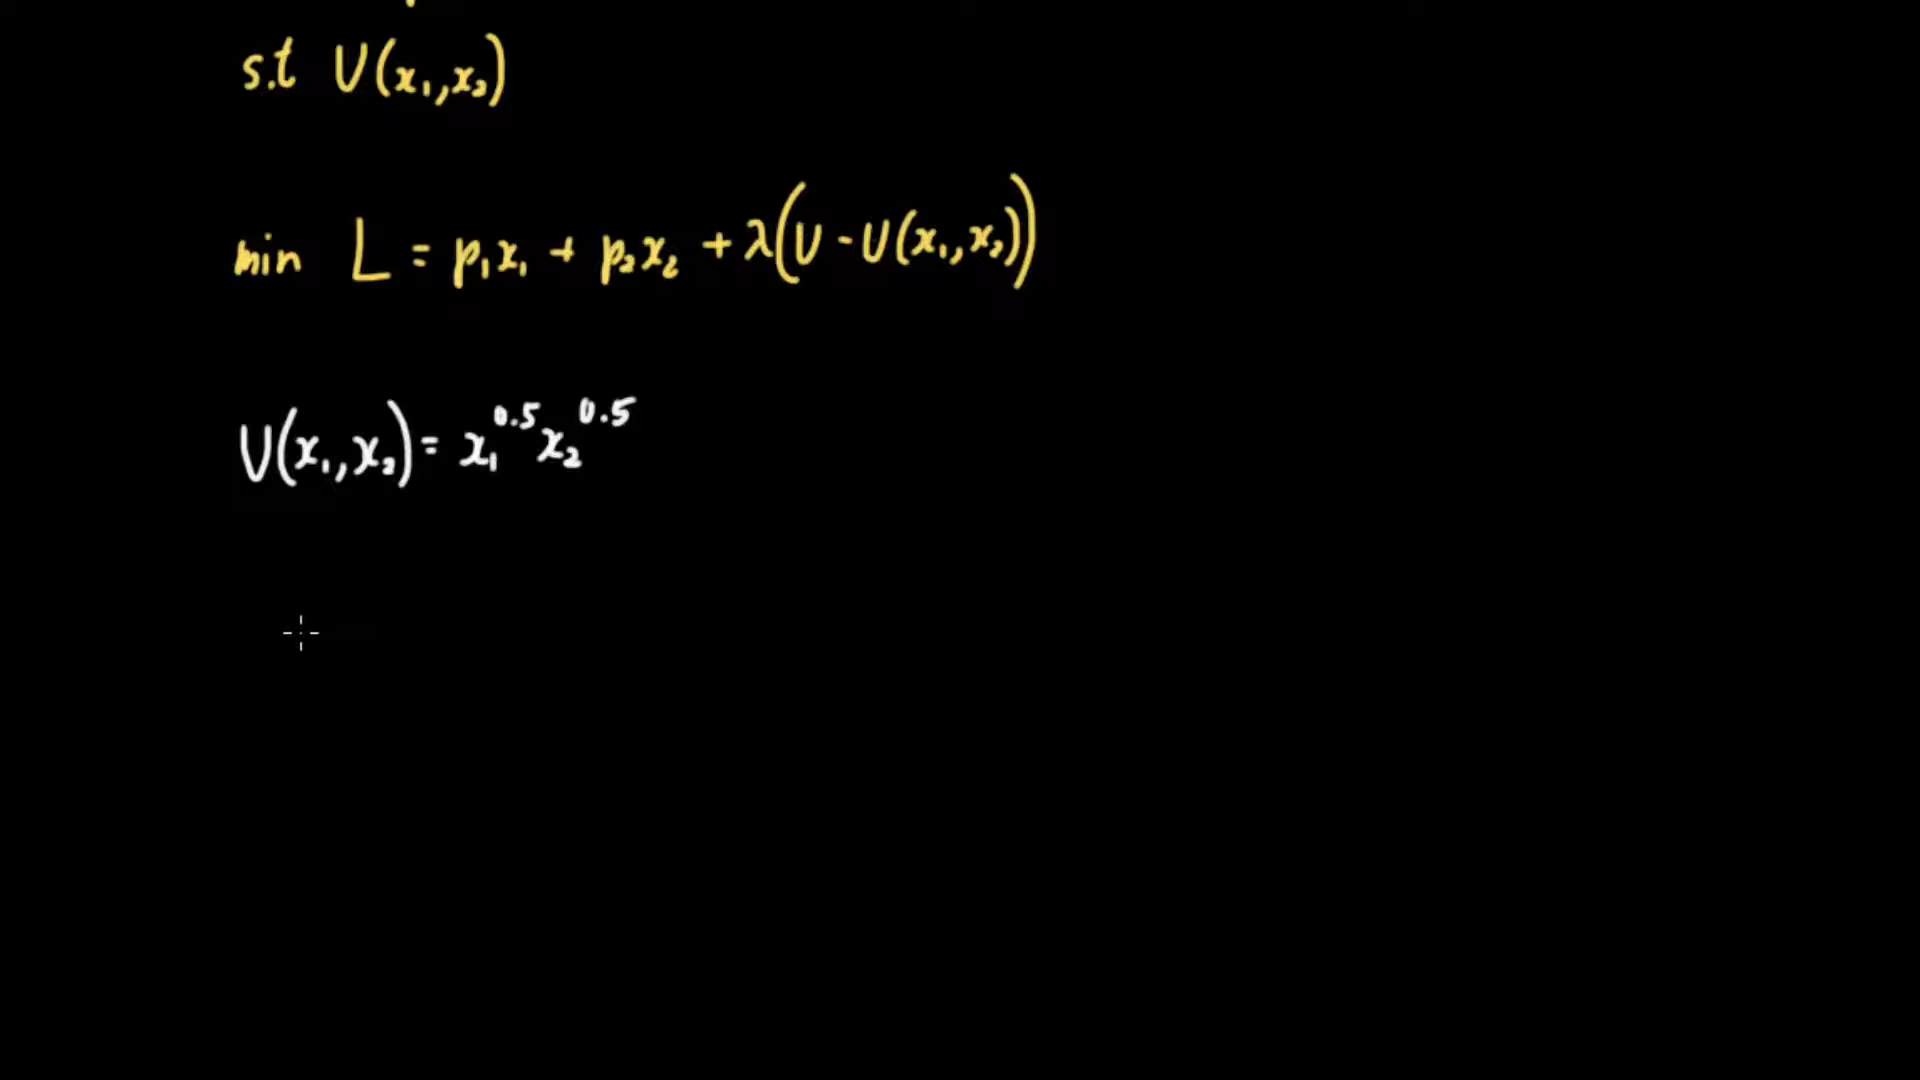 s.t U(x₁,x₂)
min L = p₁x₁ + p₂x₂ + λ(U - U(x₁,x₂))
U(x₁,x₂) = x₁^0.5 x₂^0.5